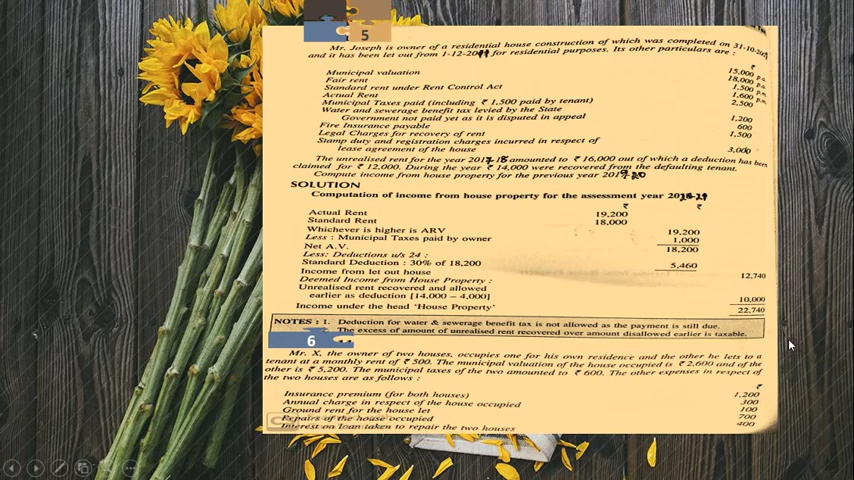 5
Mr. Joseph is owner of a residential house construction of which was completed on 31-10-
and it has been let out from 1-12- for residential purposes. Its other particulars are :
₹
Municipal valuation 15,000 p.a.
Fair rent 18,000 p.a.
Standard rent under Rent Control Act 1,500 p.m.
Actual Rent 1,600 p.m.
Municipal Taxes paid (including ₹ 1,500 paid by tenant) 2,500
Water and sewerage benefit tax levied by the State
Government not paid yet as it is disputed in appeal 1,200
Fire Insurance payable 600
Legal Charges for recovery of rent 1,500
Stamp duty and registration charges incurred in respect of
lease agreement of the house 3,000
The unrealised rent for the year amounted to ₹ 16,000 out of which a deduction has been
claimed for ₹ 12,000. During the year ₹ 14,000 were recovered from the defaulting tenant.
Compute income from house property for the previous year
SOLUTION
Computation of income from house property for the assessment year
₹ ₹
Actual Rent 19,200
Standard Rent 18,000
Whichever is higher is ARV 19,200
Less : Municipal Taxes paid by owner 1,000
Net A.V. 18,200
Less: Deductions u/s 24 :
Standard Deduction : 30% of 18,200 5,460
Income from let out house 12,740
Deemed Income from House Property :
Unrealised rent recovered and allowed
earlier as deduction [14,000 – 4,000] 10,000
Income under the head 'House Property' 22,740
NOTES : 1. Deduction for water & sewerage benefit tax is not allowed as the payment is still due.
The excess of amount of unrealised rent recovered over amount disallowed earlier is taxable.
6
Mr. X, the owner of two houses, occupies one for his own residence and the other he lets to a
tenant at a monthly rent of ₹ 500. The municipal valuation of the house occupied is ₹ 2,600 and of the
other is ₹ 5,200. The municipal taxes of the two amounted to ₹ 600. The other expenses in respect of
the two houses are as follows :
₹
Insurance premium (for both houses) 1,200
Annual charge in respect of the house occupied 300
Ground rent for the house let 100
Repairs of the house occupied 700
Interest on loan taken to repair the two houses 400